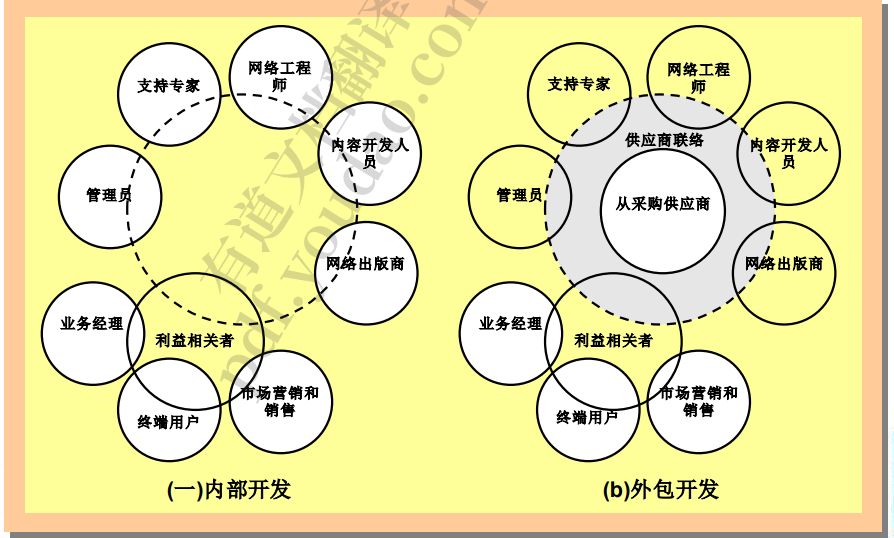 支持专家
网络工程
师
内容开发人
员
管理员
网络出版商
业务经理
利益相关者
终端用户
市场营销和
销售
(一)内部开发
支持专家
网络工程
师
供应商联络
内容开发人
员
管理员
从采购供应商
网络出版商
业务经理
利益相关者
终端用户
市场营销和
销售
(b)外包开发
有道文档翻译
pdf.youdao.com